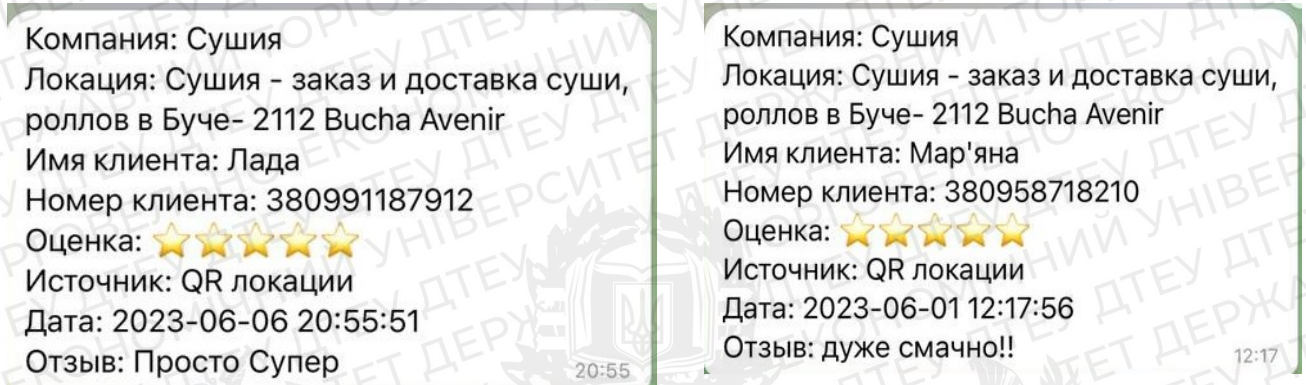 Компания: Сушия
Локация: Сушия - заказ и доставка суши,
роллов в Буче- 2112 Bucha Avenir
Имя клиента: Лада
Номер клиента: 380991187912
Оценка: ⭐⭐⭐⭐⭐
Источник: QR локации
Дата: 2023-06-06 20:55:51
Отзыв: Просто Супер
20:55
Компания: Сушия
Локация: Сушия - заказ и доставка суши,
роллов в Буче- 2112 Bucha Avenir
Имя клиента: Мар'яна
Номер клиента: 380958718210
Оценка: ⭐⭐⭐⭐⭐
Источник: QR локации
Дата: 2023-06-01 12:17:56
Отзыв: дуже смачно!!
12:17